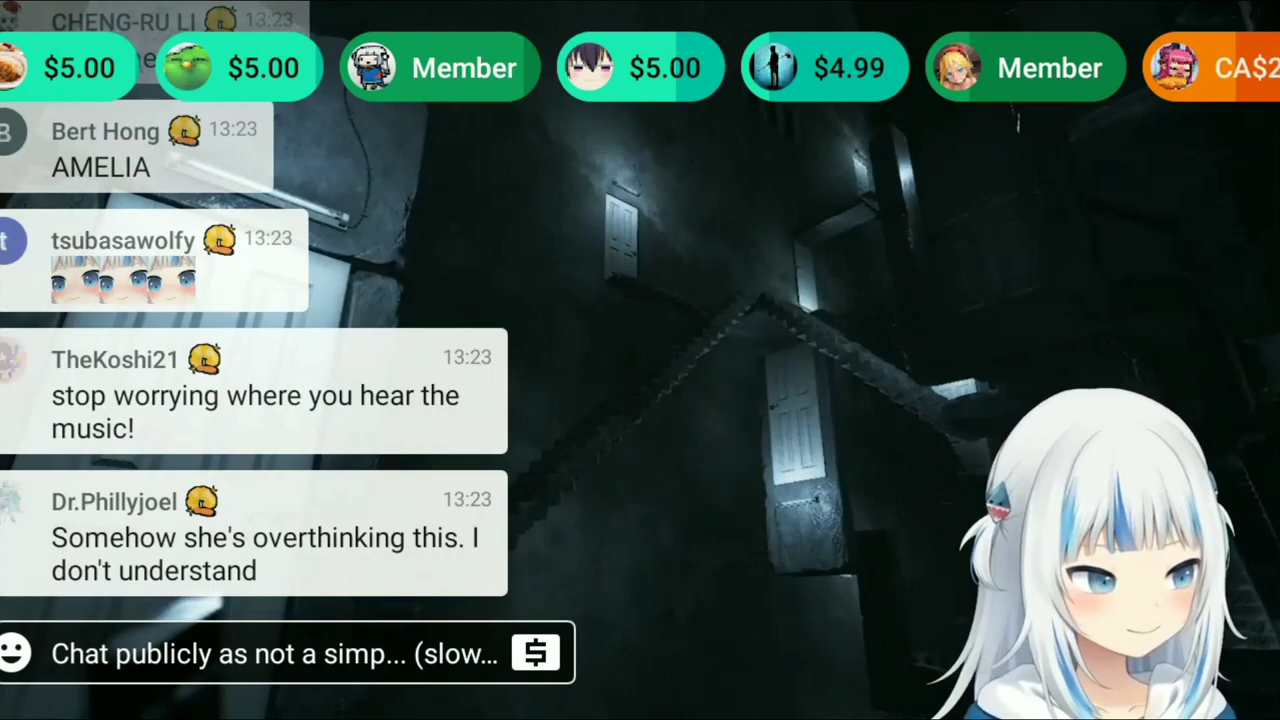 CHENG-RU LI 13:23
$5.00
$5.00
Member
$5.00
$4.99
Member
CA$2
B
Bert Hong 13:23
AMELIA
t
tsubasawolfy 13:23
TheKoshi21 13:23
stop worrying where you hear the
music!
Dr.Phillyjoel 13:23
Somehow she's overthinking this. I
don't understand
Chat publicly as not a simp... (slow...
$